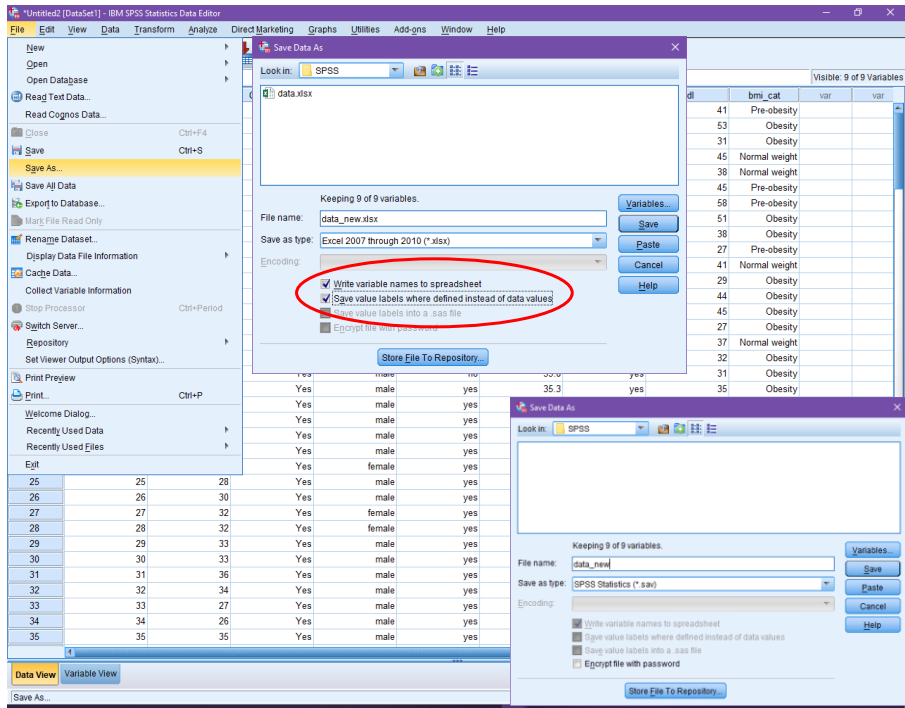 *Untitled2 [DataSet1] - IBM SPSS Statistics Data Editor
File Edit View Data Transform Analyze Direct Marketing Graphs Utilities Add-ons Window Help
New
Open
Open Database
Read Text Data...
Read Cognos Data...
Close Ctrl+F4
Save Ctrl+S
Save As...
Save All Data
Export to Database...
Mark File Read Only
Rename Dataset...
Display Data File Information
Cache Data...
Collect Variable Information
Stop Processor Ctrl+Period
Switch Server...
Repository
Set Viewer Output Options (Syntax)...
Print Preview
Print... Ctrl+P
Welcome Dialog...
Recently Used Data
Recently Used Files
Exit
Save Data As
Look in: SPSS
data.xlsx
Keeping 9 of 9 variables.
File name: data_new.xlsx
Save as type: Excel 2007 through 2010 (*.xlsx)
Encoding:
Write variable names to spreadsheet
Save value labels where defined instead of data values
Save value labels into a .sas file
Encrypt file with password
Variables...
Save
Paste
Cancel
Help
Store File To Repository...
Visible: 9 of 9 Variables
dl bmi_cat var var
41 Pre-obesity
53 Obesity
31 Obesity
45 Normal weight
38 Normal weight
45 Pre-obesity
58 Pre-obesity
51 Obesity
38 Obesity
27 Pre-obesity
41 Normal weight
29 Obesity
44 Obesity
45 Obesity
27 Obesity
37 Normal weight
32 Obesity
31 Obesity
Yes male yes 35.3 yes 35 Obesity
Yes male yes
Yes male yes
Yes male yes
Yes male yes
Yes female yes
25 25 28 Yes male yes
26 26 30 Yes male yes
27 27 32 Yes female yes
28 28 32 Yes female yes
29 29 33 Yes male yes
30 30 33 Yes male yes
31 31 36 Yes male yes
32 32 34 Yes male yes
33 33 27 Yes male yes
34 34 26 Yes male yes
35 35 35 Yes male yes
Data View Variable View
Save As...
Save Data As
Look in: SPSS
Keeping 9 of 9 variables.
File name: data_new
Save as type: SPSS Statistics (*.sav)
Encoding:
Write variable names to spreadsheet
Save value labels where defined instead of data values
Save value labels into a .sas file
Encrypt file with password
Variables...
Save
Paste
Cancel
Help
Store File To Repository...